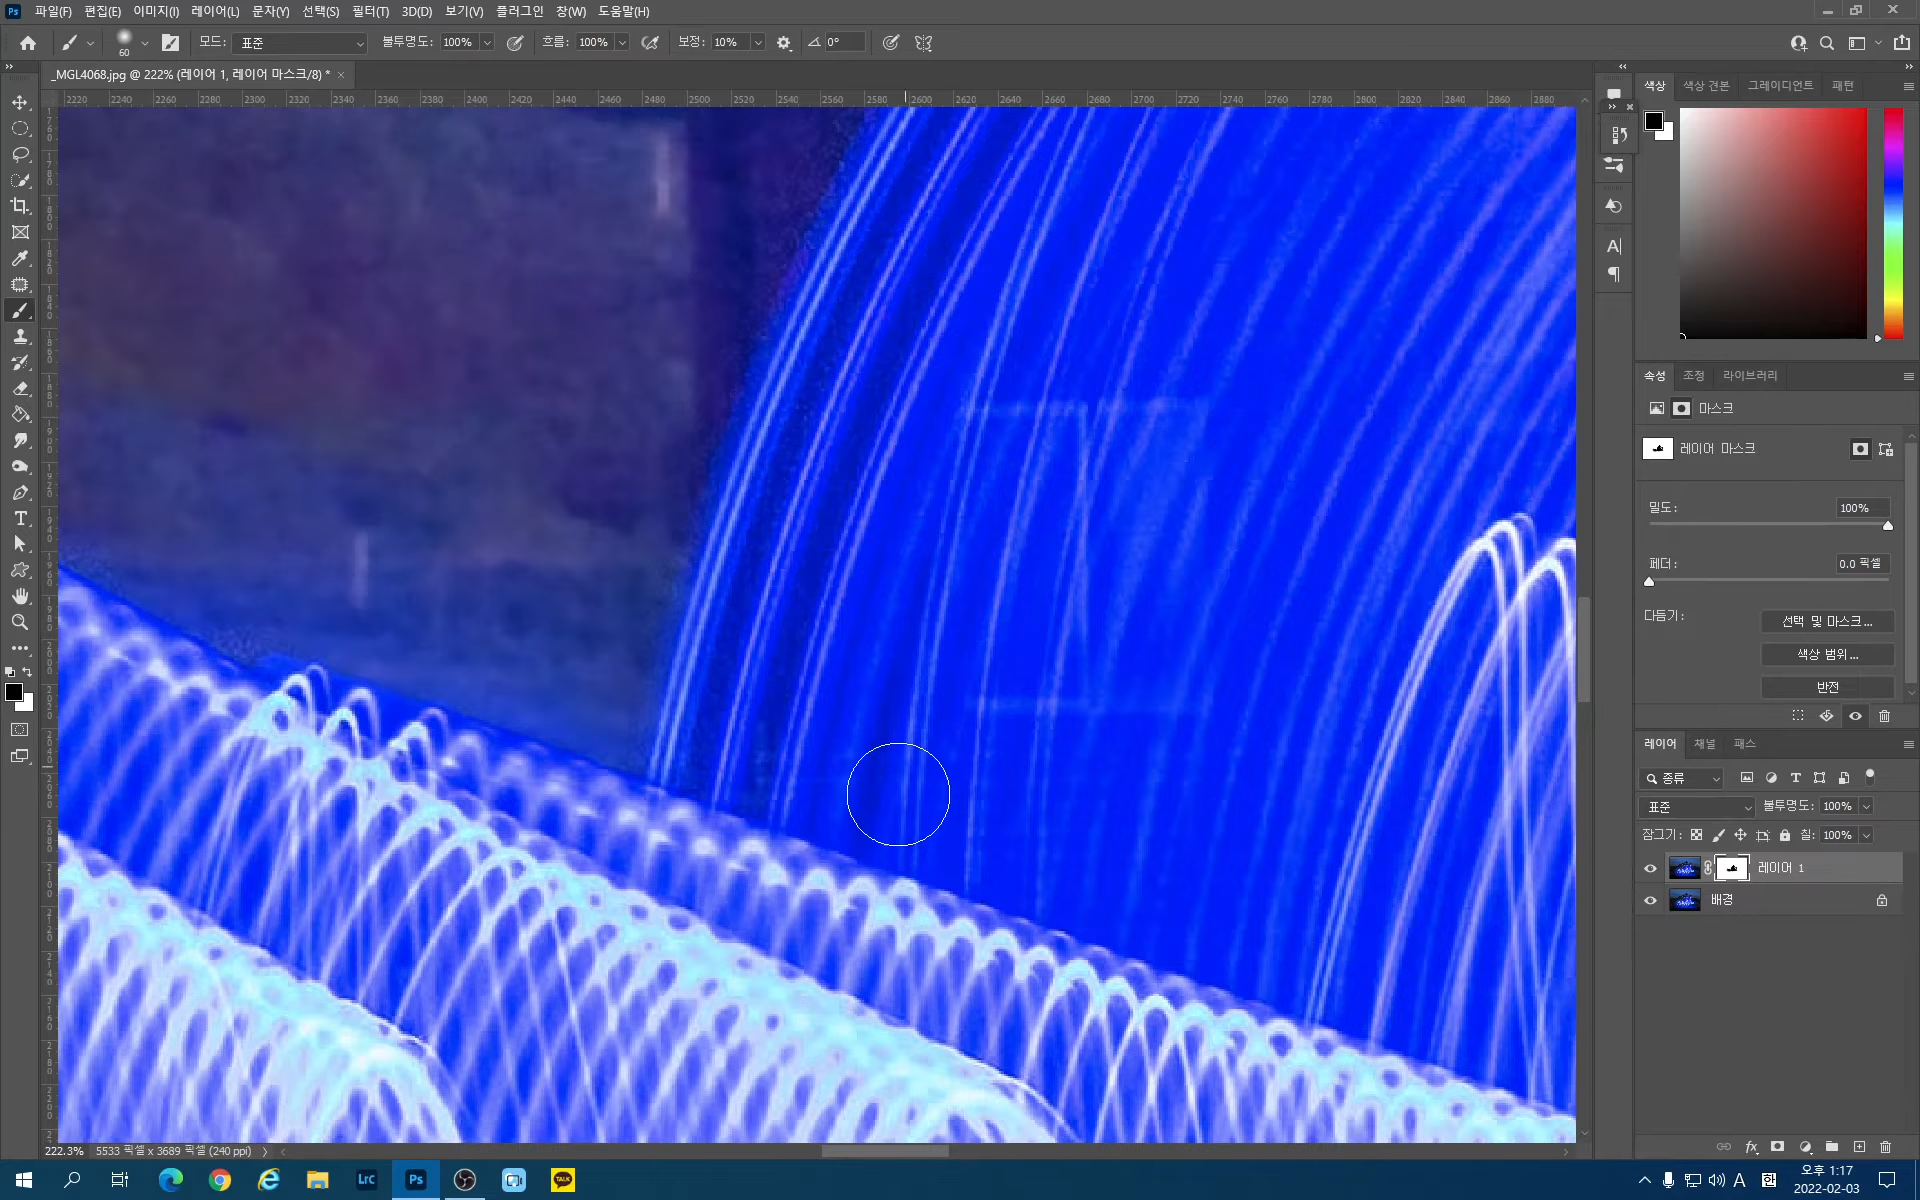 Ps 파일(F) 편집(E) 이미지(I) 레이어(L) 문자(Y) 선택(S) 필터(T) 3D(D) 보기(V) 플러그인 창(W) 도움말(H)
60 모드: 표준 불투명도: 100% 흐름: 100% 보정: 10% 0°
_MGL4068.jpg @ 222% (레이어 1, 레이어 마스크/8) *
2220 2240 2260 2280 2300 2320 2340 2360 2380 2400 2420 2440 2460 2480 2500 2520 2540 2560 2580 2600 2620 2640 2660 2680 2700 2720 2740 2760 2780 2800 2820 2840 2860 2880
색상 색상 견본 그레이디언트 패턴
속성 조정 라이브러리
마스크
레이어 마스크
밀도: 100%
페더: 0.0 픽셀
다듬기: 선택 및 마스크...
색상 범위...
반전
레이어 채널 패스
종류
표준 불투명도: 100%
잠그기: 칠: 100%
레이어 1
배경
222.3% 5533 픽셀 x 3689 픽셀 (240 ppi)
LrC Ps TALK A 한 오후 1:17
2022-02-03